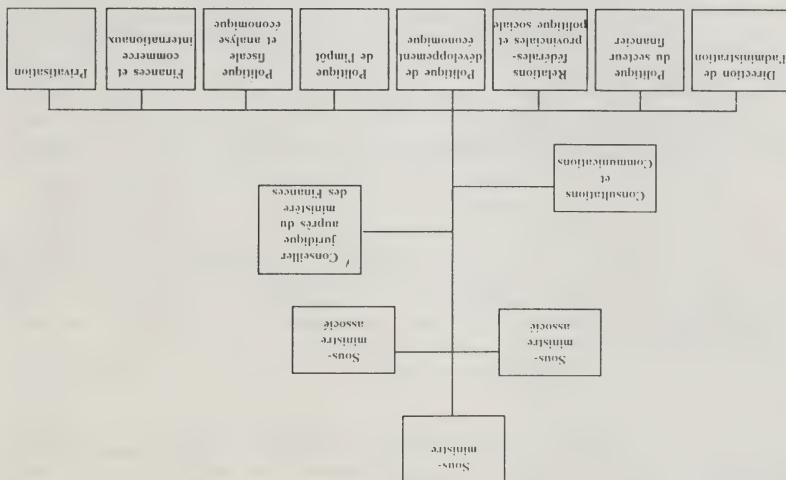 Sous-
ministre
Sous-
ministre
associé
Sous-
ministre
associé
Conseiller
juridique
auprès du
ministère
des Finances
Consultations
et
Communications
Direction de
l'administration
Politique
du secteur
financier
Relations
fédérales-
provinciales et
politique sociale
Politique de
développement
économique
Politique
de l'impôt
Politique
fiscale
et analyse
économique
Finances et
commerce
internationaux
Privatisation